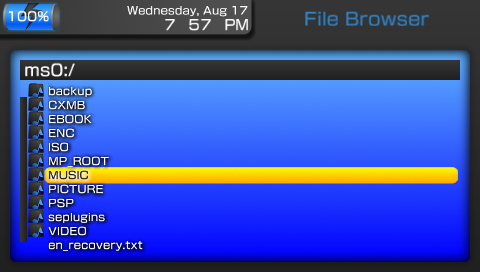 100%
Wednesday, Aug 17
7 57 PM
File Browser
ms0:/
backup
CXMB
EBOOK
ENC
ISO
MP_ROOT
MUSIC
PICTURE
PSP
seplugins
VIDEO
en_recovery.txt